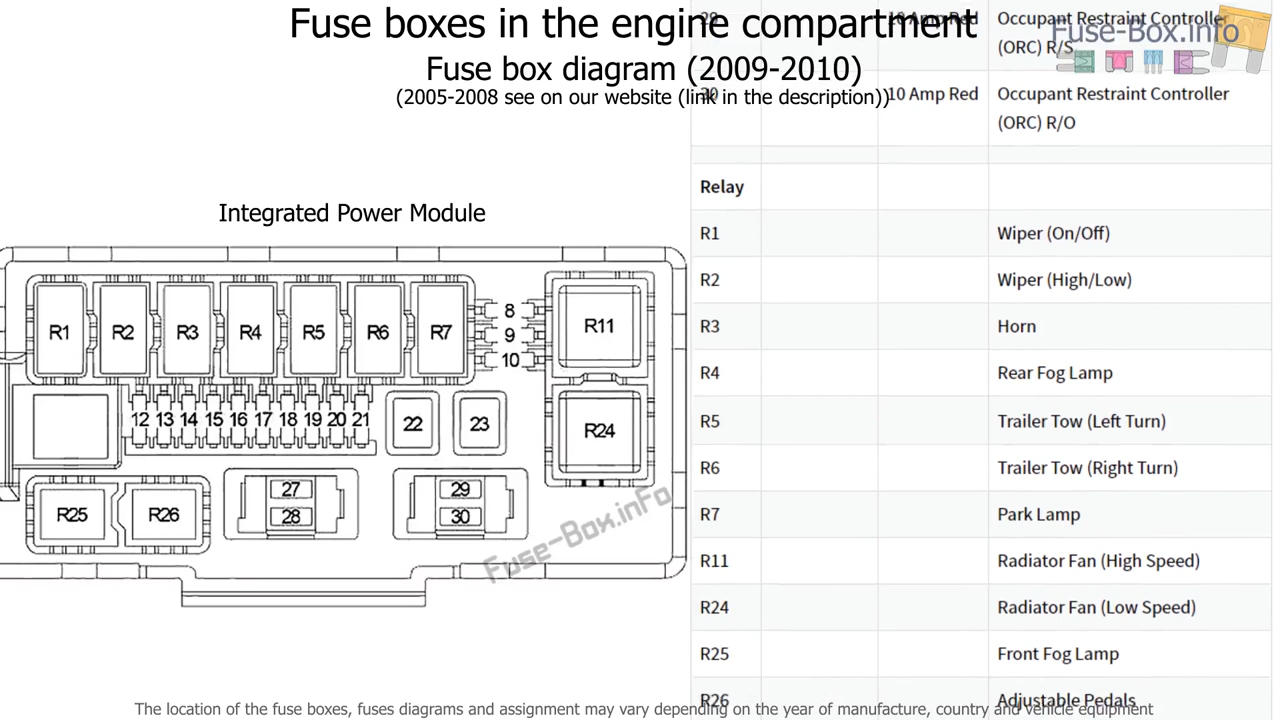 Fuse boxes in the engine compartment
Fuse box diagram (2009-2010)
(2005-2008 see on our website (link in the description))
Fuse-Box.info
29 10 Amp Red Occupant Restraint Controller
(ORC) R/S
30 10 Amp Red Occupant Restraint Controller
(ORC) R/O
Relay
R1 Wiper (On/Off)
R2 Wiper (High/Low)
R3 Horn
R4 Rear Fog Lamp
R5 Trailer Tow (Left Turn)
R6 Trailer Tow (Right Turn)
R7 Park Lamp
R11 Radiator Fan (High Speed)
R24 Radiator Fan (Low Speed)
R25 Front Fog Lamp
R26 Adjustable Pedals
Integrated Power Module
R1 R2 R3 R4 R5 R6 R7
8
9
10
R11
12 13 14 15 16 17 18 19 20 21
22 23
R24
R25 R26
27
28
29
30
Fuse-Box.info
The location of the fuse boxes, fuses diagrams and assignment may vary depending on the year of manufacture, country and vehicle equipment